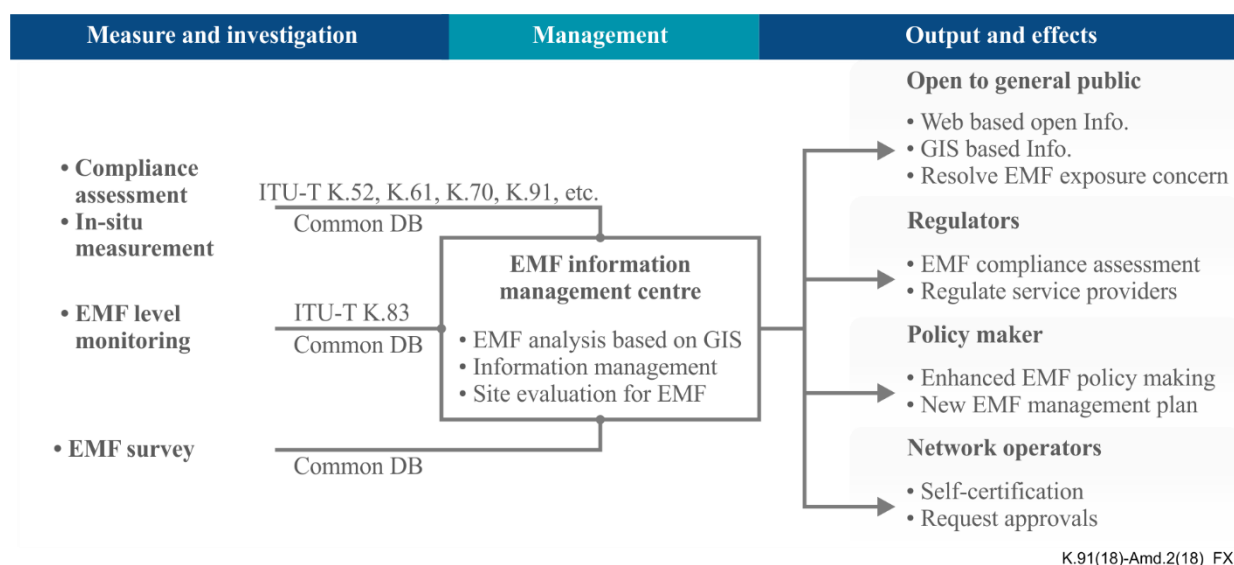 Measure and investigation
Management
Output and effects
• Compliance
assessment
• In-situ
measurement
ITU-T K.52, K.61, K.70, K.91, etc.
Common DB
• EMF level
monitoring
ITU-T K.83
Common DB
• EMF survey
Common DB
EMF information
management centre
• EMF analysis based on GIS
• Information management
• Site evaluation for EMF
Open to general public
• Web based open Info.
• GIS based Info.
• Resolve EMF exposure concern
Regulators
• EMF compliance assessment
• Regulate service providers
Policy maker
• Enhanced EMF policy making
• New EMF management plan
Network operators
• Self-certification
• Request approvals
K.91(18)-Amd.2(18)_FX